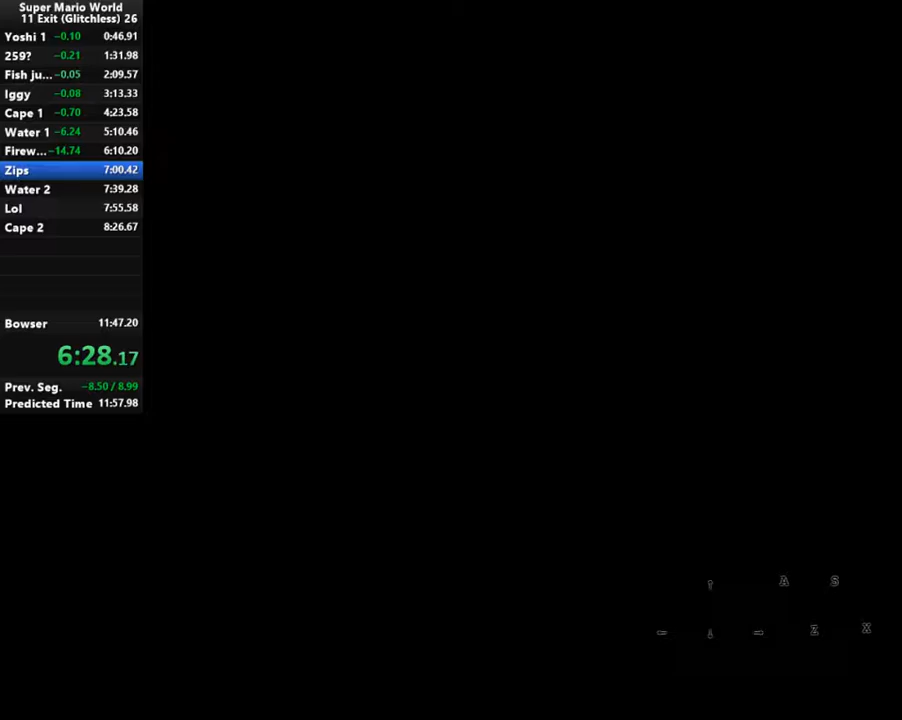 Super Mario World
11 Exit (Glitchless) 26
Yoshi 1 -0.10 0:46.91
259? -0.21 1:31.98
Fish ju... -0.05 2:09.57
Iggy -0.08 3:13.33
Cape 1 -0.70 4:23.58
Water 1 -6.24 5:10.46
Firew... -14.74 6:10.20
Zips 7:00.42
Water 2 7:39.28
Lol 7:55.58
Cape 2 8:26.67
Bowser 11:47.20
6:28.17
Prev. Seg. -8.50 / 8.99
Predicted Time 11:57.98
↑ A S
← ↓ → Z X